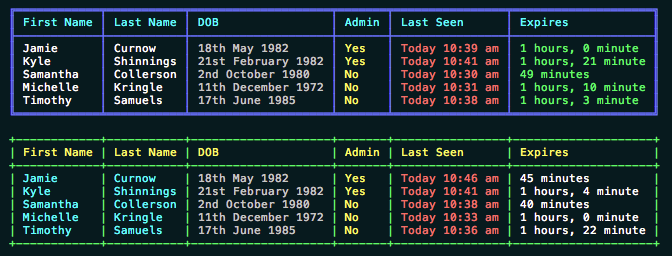 First Name Last Name DOB Admin Last Seen Expires
Jamie Curnow 18th May 1982 Yes Today 10:39 am 1 hours, 0 minute
Kyle Shinnings 21st February 1982 Yes Today 10:41 am 1 hours, 21 minute
Samantha Collerson 2nd October 1980 No Today 10:30 am 49 minutes
Michelle Kringle 11th December 1972 No Today 10:31 am 1 hours, 10 minute
Timothy Samuels 17th June 1985 No Today 10:38 am 1 hours, 3 minute
First Name Last Name DOB Admin Last Seen Expires
Jamie Curnow 18th May 1982 Yes Today 10:46 am 45 minutes
Kyle Shinnings 21st February 1982 Yes Today 10:41 am 1 hours, 4 minute
Samantha Collerson 2nd October 1980 No Today 10:38 am 40 minutes
Michelle Kringle 11th December 1972 No Today 10:33 am 1 hours, 0 minute
Timothy Samuels 17th June 1985 No Today 10:36 am 1 hours, 22 minute